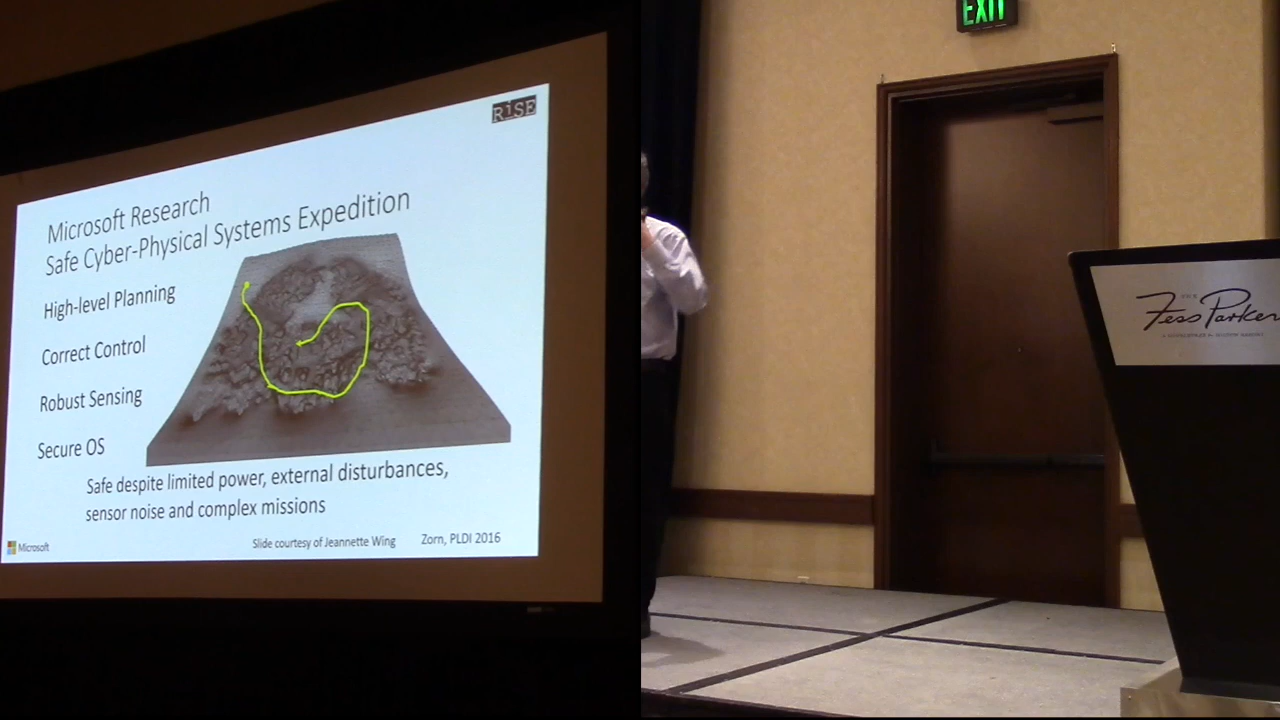 RiSE
Microsoft Research
Safe Cyber-Physical Systems Expedition
High-level Planning
Correct Control
Robust Sensing
Secure OS
Safe despite limited power, external disturbances,
sensor noise and complex missions
Microsoft
Slide courtesy of Jeannette Wing
Zorn, PLDI 2016
EXIT
THE
Fess Parker